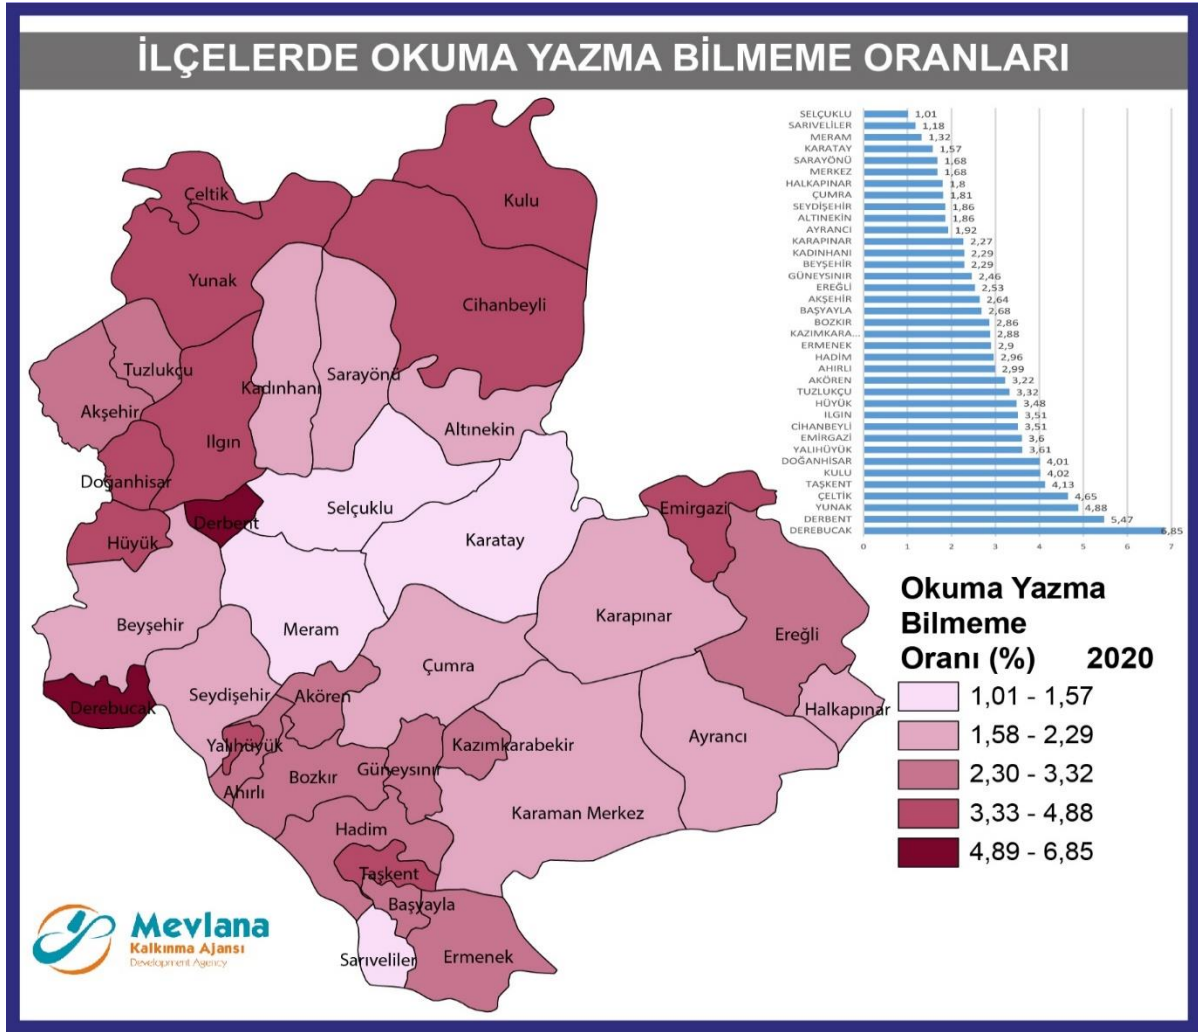 İLÇELERDE OKUMA YAZMA BİLMEME ORANLARI
SELÇUKLU 1,01
SARIVELİLER 1,18
MERAM 1,32
KARATAY 1,57
SARAYÖNÜ 1,68
MERKEZ 1,68
HALKAPINAR 1,8
ÇUMRA 1,81
SEYDİŞEHİR 1,86
ALTINEKİN 1,86
AYRANCI 1,92
KARAPINAR 2,27
KADINHANI 2,29
BEYŞEHİR 2,29
GÜNEYSINIR 2,46
EREĞLİ 2,53
AKŞEHİR 2,64
BAŞYAYLA 2,68
BOZKIR 2,86
KAZIMKARA... 2,88
ERMENEK 2,9
HADİM 2,96
AHIRLI 2,99
AKÖREN 3,22
TUZLUKÇU 3,32
HÜYÜK 3,48
ILGIN 3,51
CİHANBEYLİ 3,51
EMİRGAZİ 3,6
YALIHÜYÜK 3,61
DOĞANHİSAR 4,01
KULU 4,02
TAŞKENT 4,13
ÇELTİK 4,65
YUNAK 4,88
DERBENT 5,47
DEREBUCAK 6,85
0 1 2 3 4 5 6 7
Çeltik
Kulu
Yunak
Cihanbeyli
Tuzlukçu
Kadınhanı
Sarayönü
Akşehir
Ilgın
Altınekin
Doğanhisar
Selçuklu
Derbent
Emirgazi
Hüyük
Karatay
Beyşehir
Meram
Karapınar
Ereğli
Çumra
Seydişehir
Akören
Derebucak
Halkapınar
Yalıhüyük
Kazımkarabekir
Ayrancı
Bozkır
Güneysınır
Ahırlı
Karaman Merkez
Hadim
Taşkent
Başyayla
Sarıveliler
Ermenek
Okuma Yazma
Bilmeme
Oranı (%) 2020
1,01 - 1,57
1,58 - 2,29
2,30 - 3,32
3,33 - 4,88
4,89 - 6,85
Mevlana
Kalkınma Ajansı
Development Agency